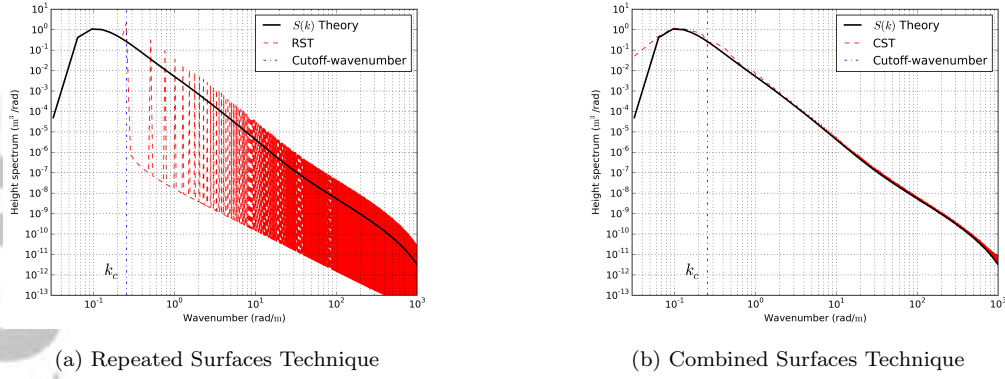 10^1
10^0
10^-1
10^-2
10^-3
10^-4
10^-5
10^-6
10^-7
10^-8
10^-9
10^-10
10^-11
10^-12
10^-13
Height spectrum (m^3/rad)
S(k) Theory
RST
Cutoff-wavenumber
k_c
10^-1 10^0 10^1 10^2 10^3
Wavenumber (rad/m)
(a) Repeated Surfaces Technique
10^1
10^0
10^-1
10^-2
10^-3
10^-4
10^-5
10^-6
10^-7
10^-8
10^-9
10^-10
10^-11
10^-12
10^-13
Height spectrum (m^3/rad)
S(k) Theory
CST
Cutoff-wavenumber
k_c
10^-1 10^0 10^1 10^2 10^3
Wavenumber (rad/m)
(b) Combined Surfaces Technique